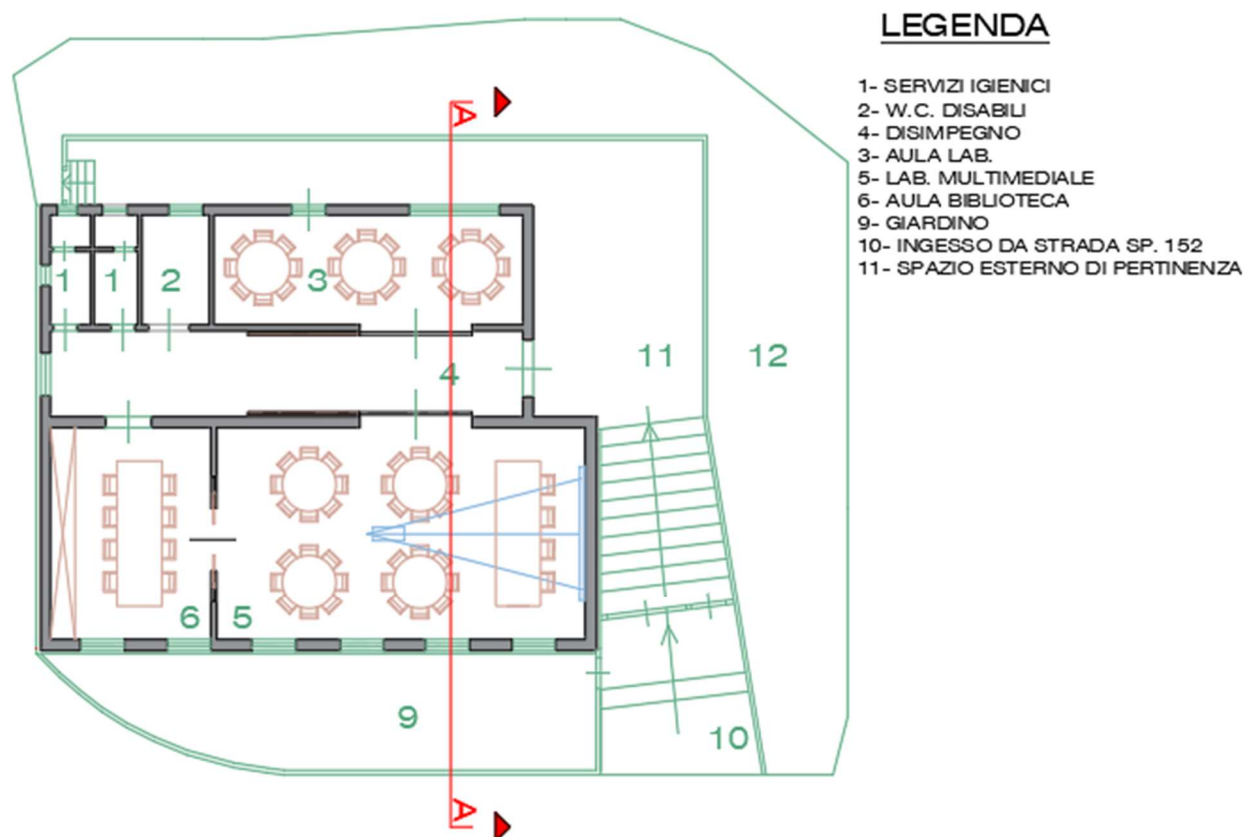 LEGENDA
1- SERVIZI IGIENICI
2- W.C. DISABILI
4- DISIMPEGNO
3- AULA LAB.
5- LAB. MULTIMEDIALE
6- AULA BIBLIOTECA
9- GIARDINO
10- INGESSO DA STRADA SP. 152
11- SPAZIO ESTERNO DI PERTINENZA
A
1
1
2
3
11
12
4
6
5
9
10
A